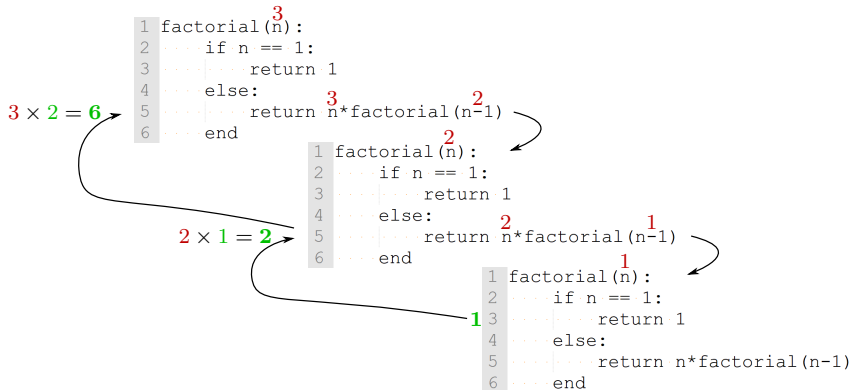 3
1 factorial(n):
2 if n == 1:
3 return 1
4 else:
3 2
3 × 2 = 6 5 return n*factorial(n-1)
6 end
2
1 factorial(n):
2 if n == 1:
3 return 1
4 else:
2 1
2 × 1 = 2 5 return n*factorial(n-1)
6 end
1
1 factorial(n):
2 if n == 1:
1 3 return 1
4 else:
5 return n*factorial(n-1)
6 end